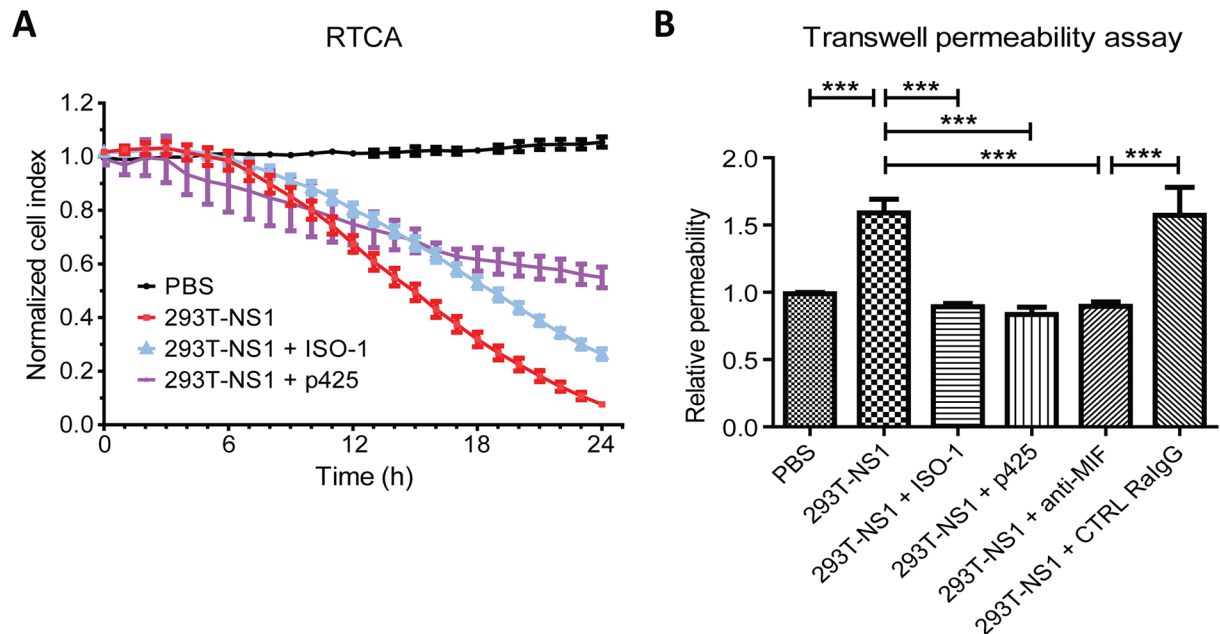 A
RTCA
Normalized cell index
1.2
1.0
0.8
0.6
0.4
0.2
0.0
PBS
293T-NS1
293T-NS1 + ISO-1
293T-NS1 + p425
0
6
12
18
24
Time (h)
B
Transwell permeability assay
*** ***
***
*** ***
Relative permeability
2.0
1.5
1.0
0.5
0.0
PBS
293T-NS1
293T-NS1 + ISO-1
293T-NS1 + p425
293T-NS1 + anti-MIF
293T-NS1 + CTRL RaIgG